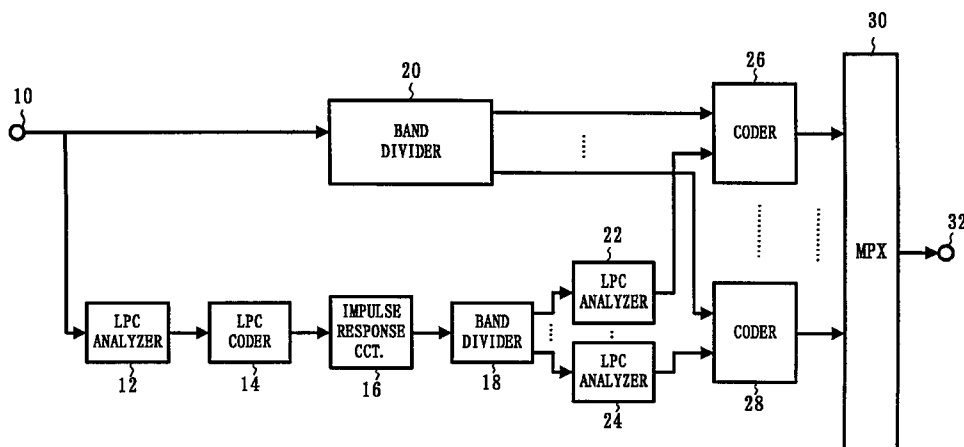 30
26
20
10
BAND
DIVIDER
CODER
32
22
MPX
LPC
ANALYZER
LPC
ANALYZER
LPC
CODER
IMPULSE
RESPONSE
CCT.
BAND
DIVIDER
CODER
LPC
ANALYZER
12
14
16
18
24
28